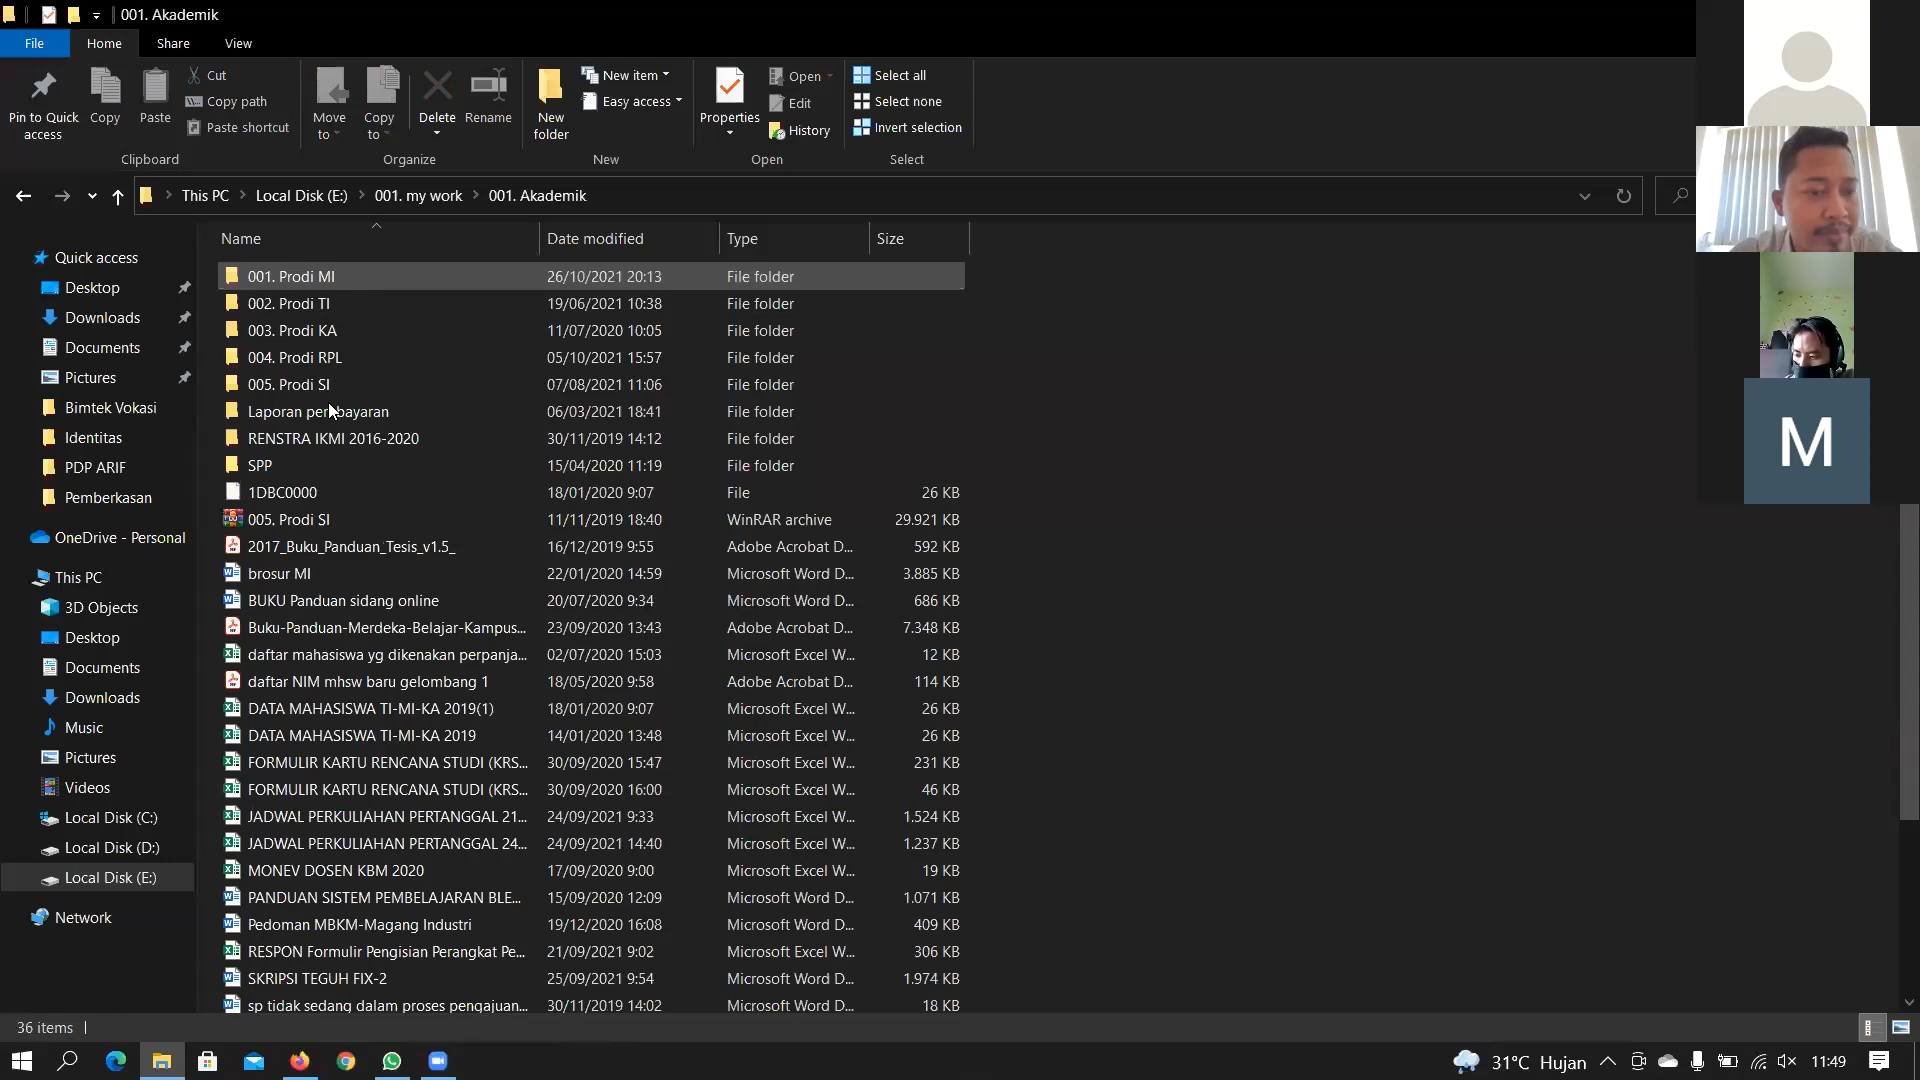 001. Akademik
File Home Share View
Pin to Quick access
Copy
Paste
Cut
Copy path
Paste shortcut
Move to
Copy to
Delete
Rename
New folder
New item
Easy access
Properties
Open
Edit
History
Select all
Select none
Invert selection
Clipboard Organize New Open Select
This PC Local Disk (E:) 001. my work 001. Akademik
Name Date modified Type Size
Quick access
Desktop
Downloads
Documents
Pictures
Bimtek Vokasi
Identitas
PDP ARIF
Pemberkasan
OneDrive - Personal
This PC
3D Objects
Desktop
Documents
Downloads
Music
Pictures
Videos
Local Disk (C:)
Local Disk (D:)
Local Disk (E:)
Network
001. Prodi MI 26/10/2021 20:13 File folder
002. Prodi TI 19/06/2021 10:38 File folder
003. Prodi KA 11/07/2020 10:05 File folder
004. Prodi RPL 05/10/2021 15:57 File folder
005. Prodi SI 07/08/2021 11:06 File folder
Laporan pembayaran 06/03/2021 18:41 File folder
RENSTRA IKMI 2016-2020 30/11/2019 14:12 File folder
SPP 15/04/2020 11:19 File folder
1DBC0000 18/01/2020 9:07 File 26 KB
005. Prodi SI 11/11/2019 18:40 WinRAR archive 29.921 KB
2017_Buku_Panduan_Tesis_v1.5_ 16/12/2019 9:55 Adobe Acrobat D... 592 KB
brosur MI 22/01/2020 14:59 Microsoft Word D... 3.885 KB
BUKU Panduan sidang online 20/07/2020 9:34 Microsoft Word D... 686 KB
Buku-Panduan-Merdeka-Belajar-Kampus... 23/09/2020 13:43 Adobe Acrobat D... 7.348 KB
daftar mahasiswa yg dikenakan perpanja... 02/07/2020 15:03 Microsoft Excel W... 12 KB
daftar NIM mhsw baru gelombang 1 18/05/2020 9:58 Adobe Acrobat D... 114 KB
DATA MAHASISWA TI-MI-KA 2019(1) 18/01/2020 9:07 Microsoft Excel W... 26 KB
DATA MAHASISWA TI-MI-KA 2019 14/01/2020 13:48 Microsoft Excel W... 26 KB
FORMULIR KARTU RENCANA STUDI (KRS... 30/09/2020 15:47 Microsoft Excel W... 231 KB
FORMULIR KARTU RENCANA STUDI (KRS... 30/09/2020 16:00 Microsoft Excel W... 46 KB
JADWAL PERKULIAHAN PERTANGGAL 21... 24/09/2021 9:33 Microsoft Excel W... 1.524 KB
JADWAL PERKULIAHAN PERTANGGAL 24... 24/09/2021 14:40 Microsoft Excel W... 1.237 KB
MONEV DOSEN KBM 2020 17/09/2020 9:00 Microsoft Excel W... 19 KB
PANDUAN SISTEM PEMBELAJARAN BLE... 15/09/2020 12:09 Microsoft Word D... 1.071 KB
Pedoman MBKM-Magang Industri 19/12/2020 16:08 Microsoft Word D... 409 KB
RESPON Formulir Pengisian Perangkat Pe... 21/09/2021 9:02 Microsoft Excel W... 306 KB
SKRIPSI TEGUH FIX-2 25/09/2021 9:54 Microsoft Word D... 1.974 KB
sp tidak sedang dalam proses pengajuan... 30/11/2019 14:02 Microsoft Word D... 18 KB
M
36 items
31°C Hujan 11:49